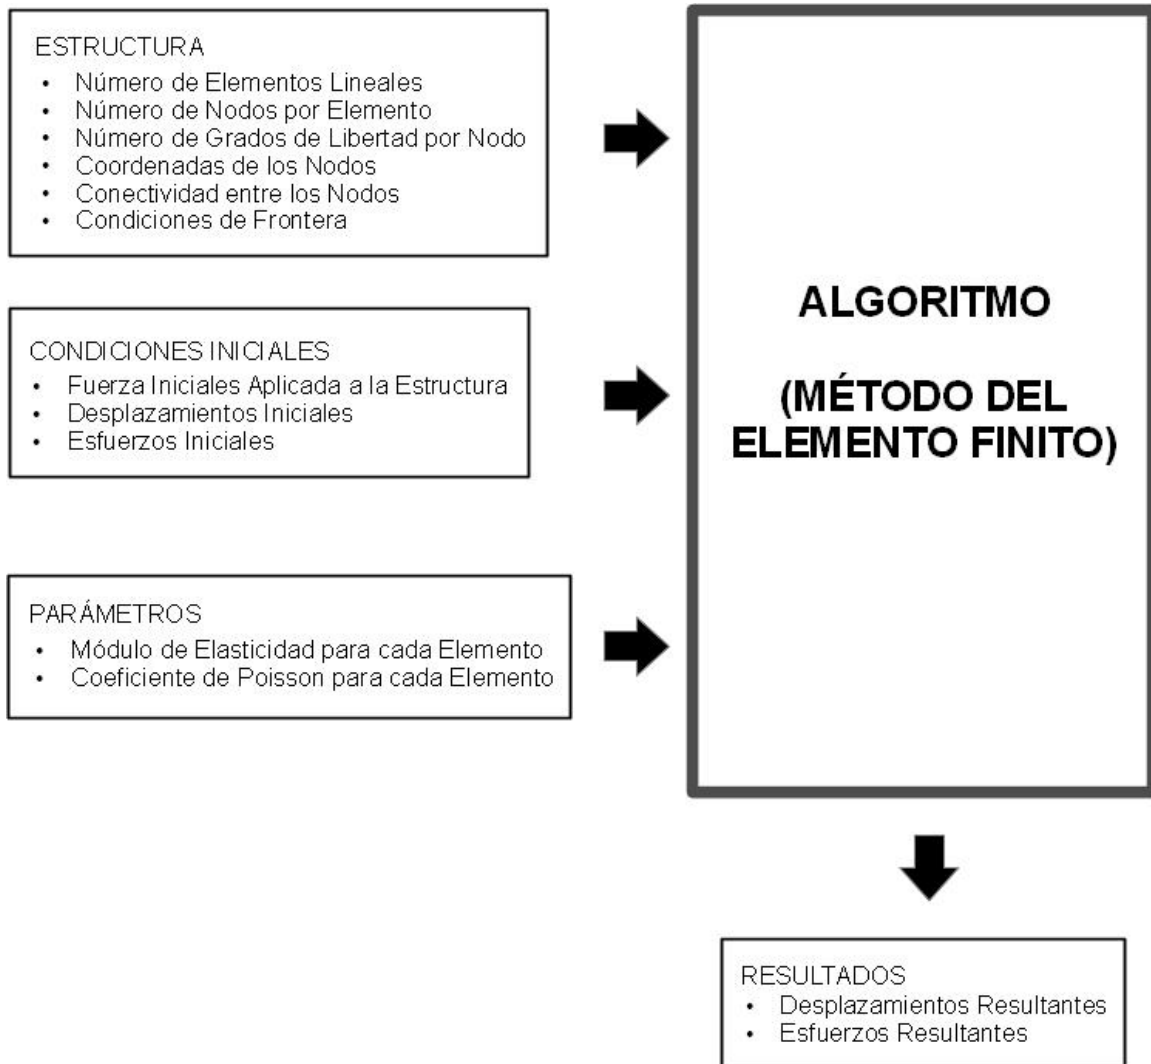 ESTRUCTURA
• Número de Elementos Lineales
• Número de Nodos por Elemento
• Número de Grados de Libertad por Nodo
• Coordenadas de los Nodos
• Conectividad entre los Nodos
• Condiciones de Frontera
CONDICIONES INICIALES
• Fuerza Iniciales Aplicada a la Estructura
• Desplazamientos Iniciales
• Esfuerzos Iniciales
PARÁMETROS
• Módulo de Elasticidad para cada Elemento
• Coeficiente de Poisson para cada Elemento
ALGORITMO
(MÉTODO DEL
ELEMENTO FINITO)
RESULTADOS
• Desplazamientos Resultantes
• Esfuerzos Resultantes